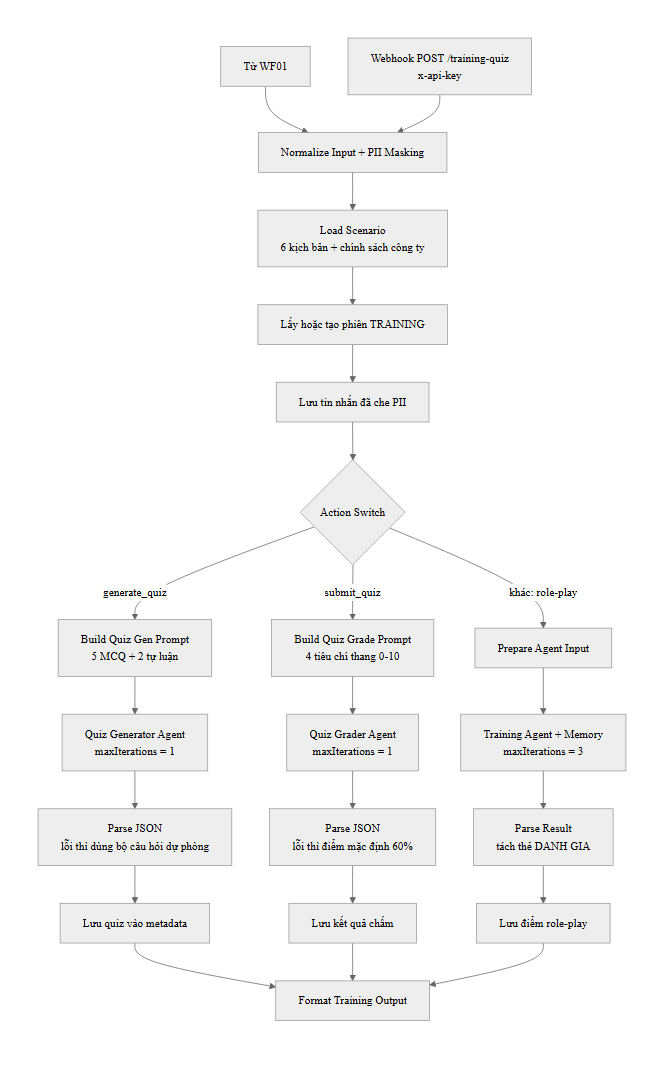 Từ WF01
Webhook POST /training-quiz
x-api-key
Normalize Input + PII Masking
Load Scenario
6 kịch bản + chính sách công ty
Lấy hoặc tạo phiên TRAINING
Lưu tin nhắn đã che PII
Action Switch
generate_quiz
submit_quiz
khác: role-play
Build Quiz Gen Prompt
5 MCQ + 2 tự luận
Build Quiz Grade Prompt
4 tiêu chí thang 0-10
Prepare Agent Input
Quiz Generator Agent
maxIterations = 1
Quiz Grader Agent
maxIterations = 1
Training Agent + Memory
maxIterations = 3
Parse JSON
lỗi thì dùng bộ câu hỏi dự phòng
Parse JSON
lỗi thì điểm mặc định 60%
Parse Result
tách thẻ DANH GIA
Lưu quiz vào metadata
Lưu kết quả chấm
Lưu điểm role-play
Format Training Output